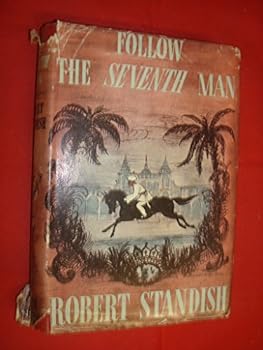 FOLLOW
THE SEVENTH MAN
ROBERT STANDISH